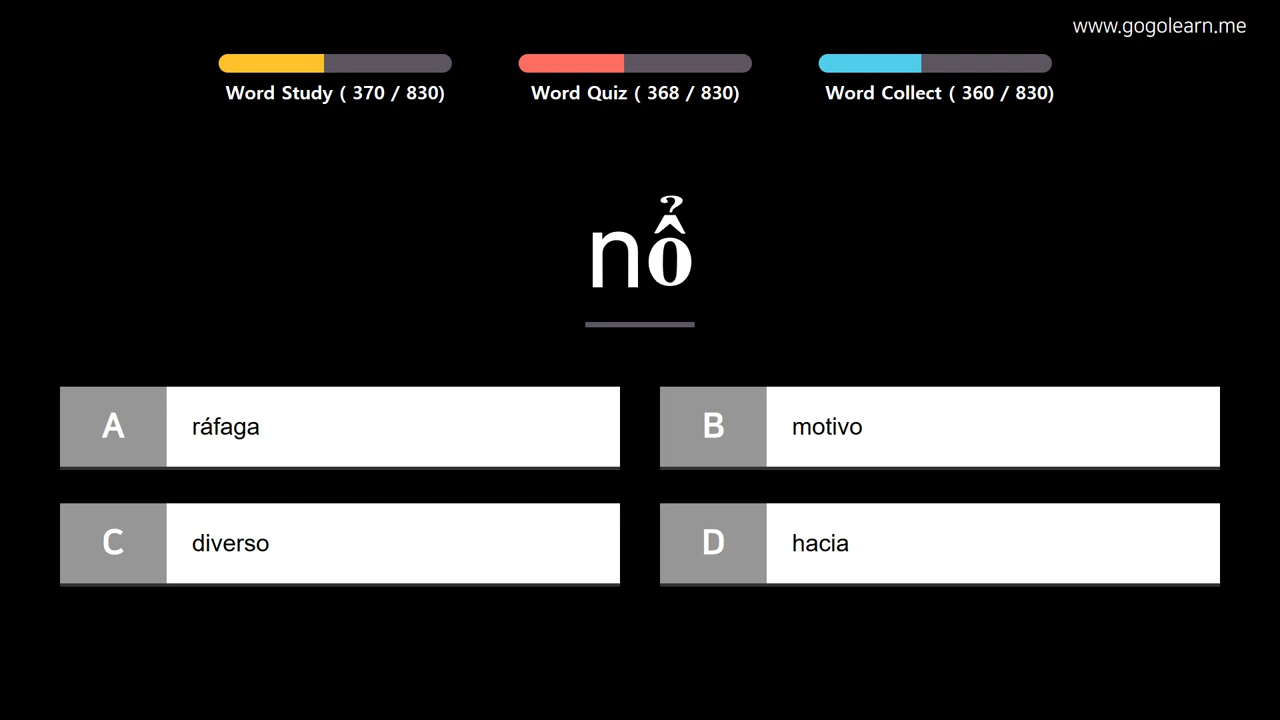 www.gogolearn.me
Word Study ( 370 / 830)
Word Quiz ( 368 / 830)
Word Collect ( 360 / 830)
nổ
A ráfaga
B motivo
C diverso
D hacia